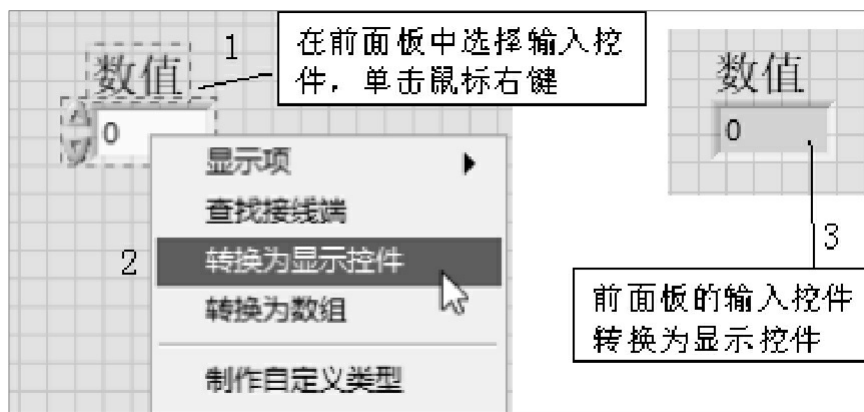 数值
0
1
在前面板中选择输入控
件，单击鼠标右键
2
显示项
查找接线端
转换为显示控件
转换为数组
制作自定义类型
数值
0
3
前面板的输入控件
转换为显示控件